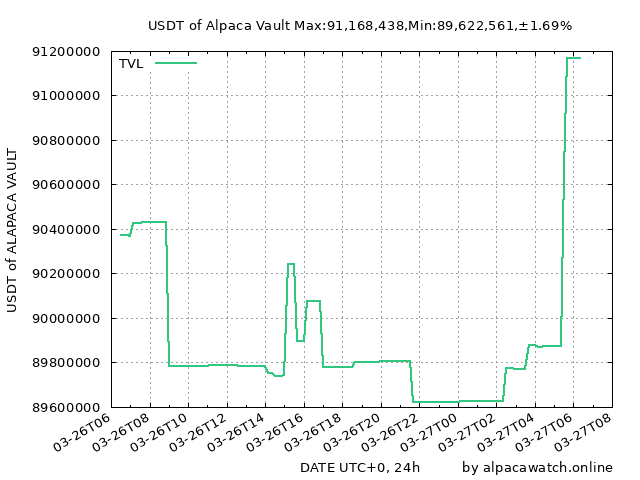 USDT of Alpaca Vault Max:91,168,438,Min:89,622,561,±1.69%
91200000
TVL
91000000
90800000
90600000
90400000
90200000
90000000
89800000
89600000
USDT of ALAPACA VAULT
03-26T06
03-26T08
03-26T10
03-26T12
03-26T14
03-26T16
03-26T18
03-26T20
03-26T22
03-27T00
03-27T02
03-27T04
03-27T06
03-27T08
DATE UTC+0, 24h
by alpacawatch.online